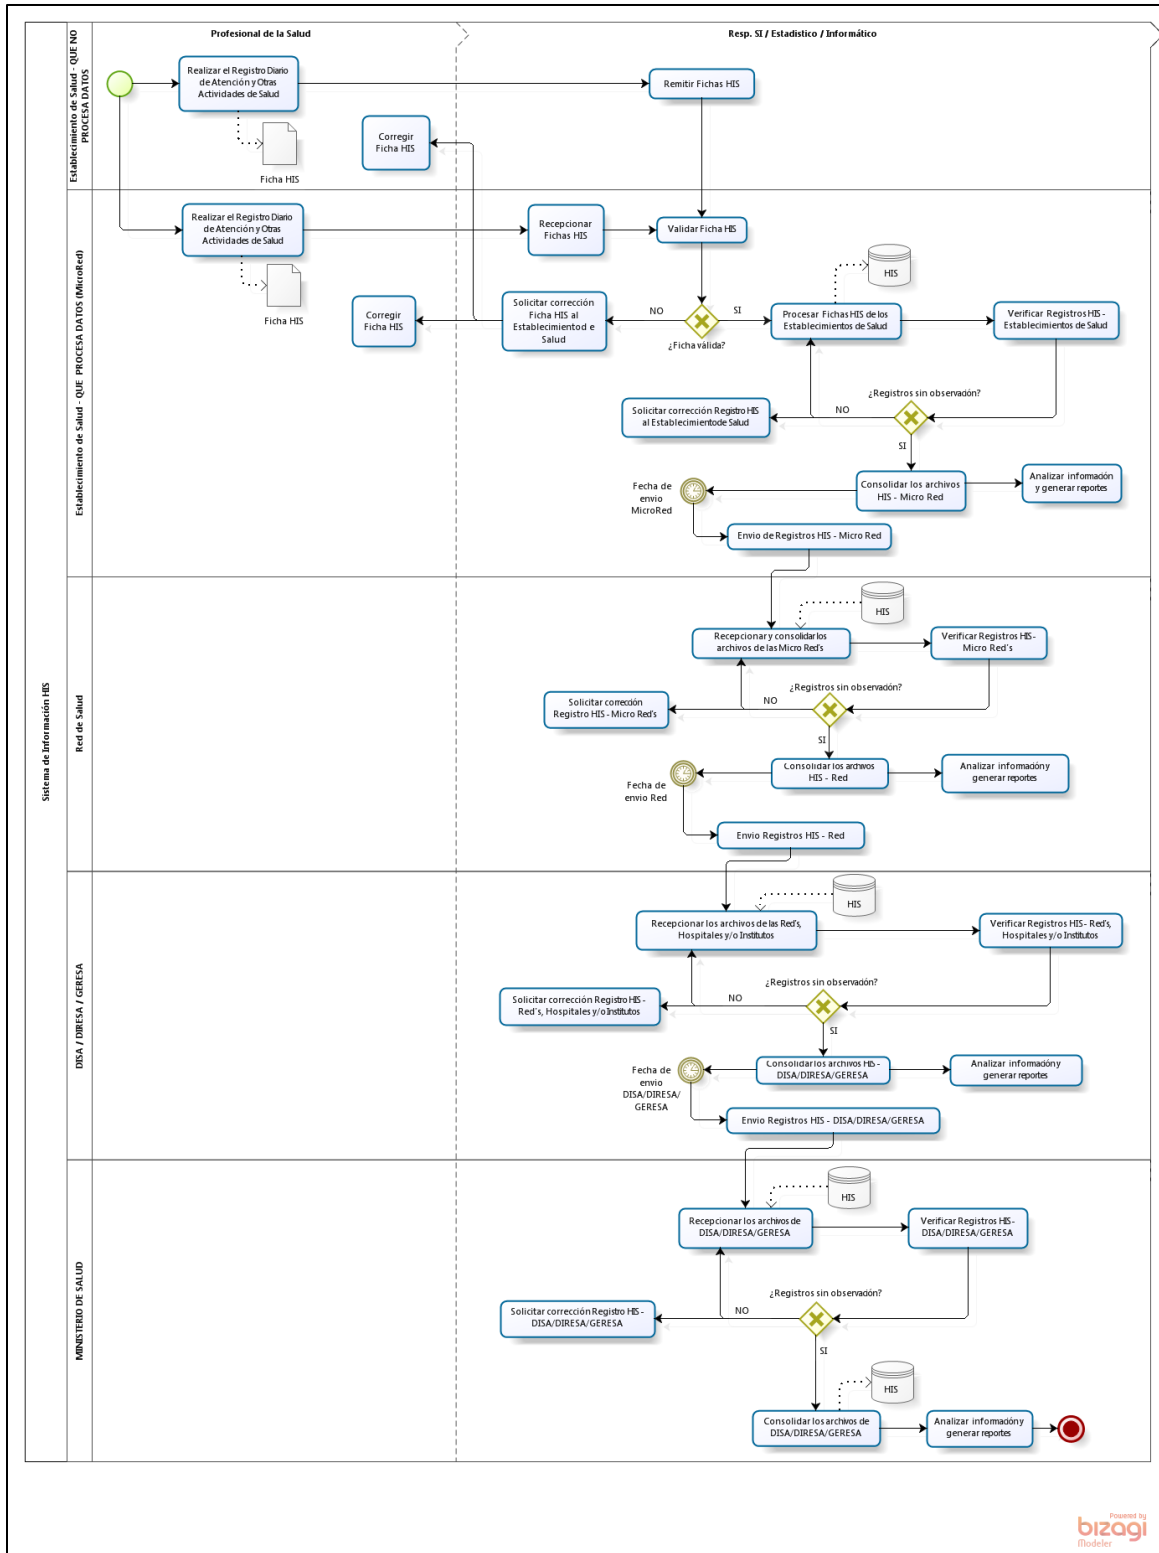 Profesional de la Salud
Resp. SI / Estadistico / Informático
Sistema de Información HIS
Establecimiento de Salud - QUE NO
PROCESA DATOS
Realizar el Registro Diario
de Atención y Otras
Actividades de Salud
Remitir Fichas HIS
Corregir
Ficha HIS
Ficha HIS
Establecimiento de Salud - QUE PROCESA DATOS (MicroRed)
Realizar el Registro Diario
de Atención y Otras
Actividades de Salud
Recepcionar
Fichas HIS
Validar Ficha HIS
HIS
Ficha HIS
Corregir
Ficha HIS
Solicitar corrección
Ficha HIS al
Establecimientod e
Salud
NO
SI
¿Ficha válida?
Procesar Fichas HIS de los
Establecimientos de Salud
Verificar Registros HIS -
Establecimientos de Salud
¿Registros sin observación?
Solicitar corrección Registro HIS
al Establecimiento de Salud
NO
SI
Fecha de
envio
MicroRed
Consolidar los archivos
HIS - Micro Red
Analizar información
y generar reportes
Envio de Registros HIS - Micro Red
Red de Salud
HIS
Recepcionar y consolidar los
archivos de las Micro Red's
Verificar Registros HIS-
Micro Red's
¿Registros sin observación?
Solicitar corrección
Registro HIS - Micro Red's
NO
SI
Fecha de
envio Red
Consolidar los archivos
HIS - Red
Analizar información y
generar reportes
Envio Registros HIS - Red
DISA / DIRESA / GERESA
HIS
Recepcionar los archivos de las Red's,
Hospitales y/o Institutos
Verificar Registros HIS - Red's,
Hospitales y/o Institutos
¿Registros sin observación?
Solicitar corrección Registro HIS -
Red's, Hospitales y/o Institutos
NO
SI
Fecha de
envio
DISA/DIRESA/
GERESA
Consolidar los archivos HIS -
DISA/DIRESA/GERESA
Analizar información y
generar reportes
Envio Registros HIS - DISA/DIRESA/GERESA
MINISTERIO DE SALUD
HIS
Recepcionar los archivos de
DISA/DIRESA/GERESA
Verificar Registros HIS-
DISA/DIRESA/GERESA
¿Registros sin observación?
Solicitar corrección Registro HIS -
DISA/DIRESA/GERESA
NO
SI
HIS
Consolidar los archivos de
DISA/DIRESA/GERESA
Analizar información y
generar reportes
Powered by
bizagi
Modeler